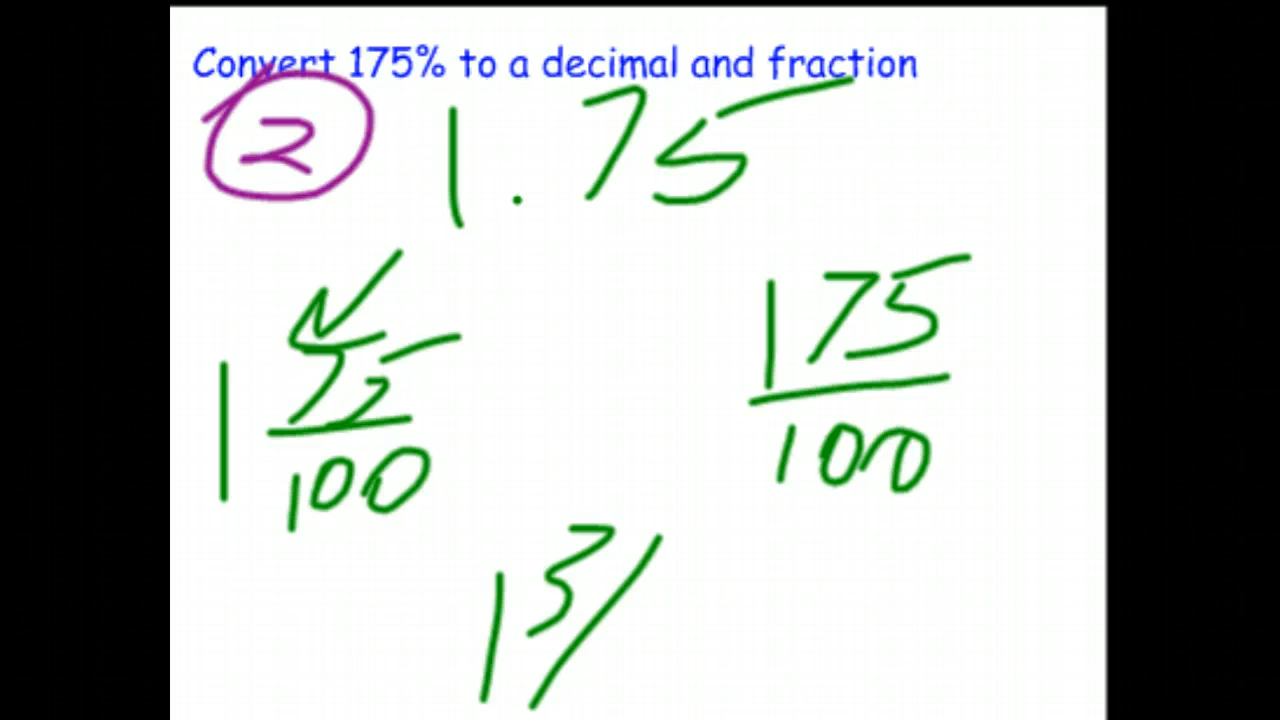 Convert 175% to a decimal and fraction
2 1.75
1 75/100 175/100
1 3/